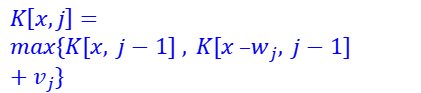 K[x, j] =
max{K[x, j − 1] , K[x –wⱼ, j − 1]
+ vⱼ}